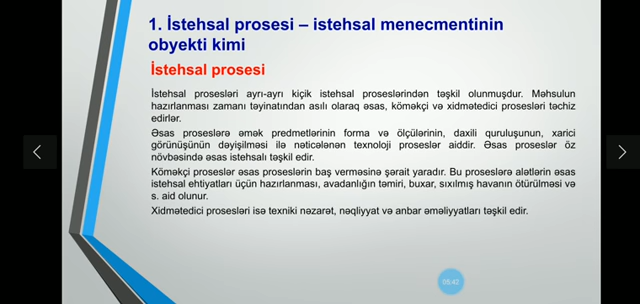 1. İstehsal prosesi – istehsal menecmentinin
obyekti kimi
İstehsal prosesi
İstehsal prosesləri ayrı-ayrı kiçik istehsal proseslərindən təşkil olunmuşdur. Məhsulun
hazırlanması zamanı təyinatından asılı olaraq əsas, köməkçi və xidmətedici prosesləri təchiz
edirlər.
Əsas proseslərə əmək predmetlərinin forma və ölçülərinin, daxili quruluşunun, xarici
görünüşünün dəyişilməsi ilə nəticələnən texnoloji proseslər aiddir. Əsas proseslər öz
növbəsində əsas istehsalı təşkil edir.
Köməkçi proseslər əsas proseslərin baş verməsinə şərait yaradır. Bu proseslərə alətlərin əsas
istehsal ehtiyatları üçün hazırlanması, avadanlığın təmiri, buxar, sıxılmış havanın ötürülməsi və
s. aid olunur.
Xidmətedici prosesləri isə texniki nəzarət, nəqliyyat və anbar əməliyyatları təşkil edir.
05:42